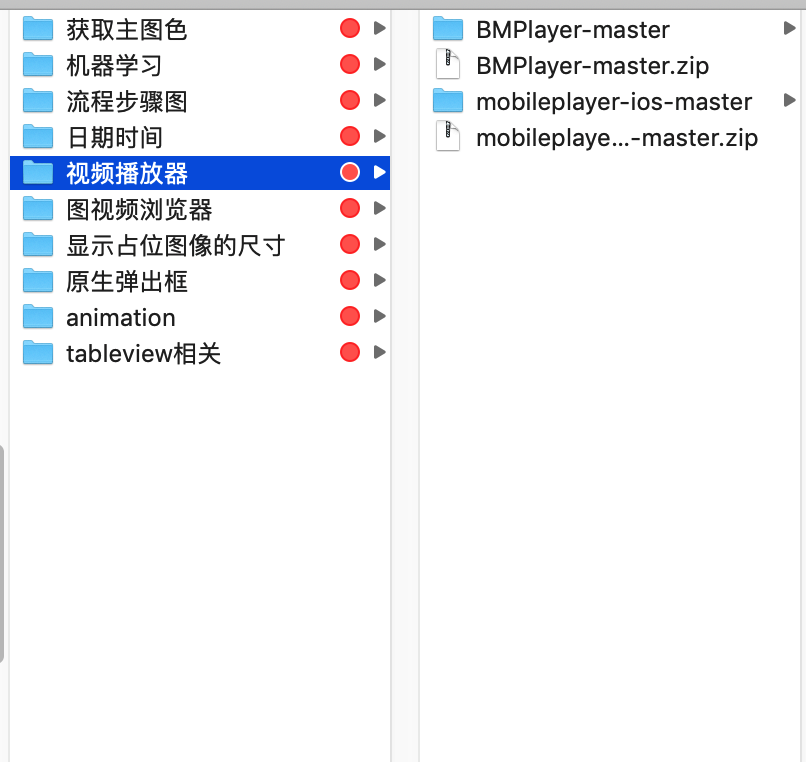 获取主图色
机器学习
流程步骤图
日期时间
视频播放器
图视频浏览器
显示占位图像的尺寸
原生弹出框
animation
tableview相关
BMPlayer-master
BMPlayer-master.zip
mobileplayer-ios-master
mobileplaye...-master.zip